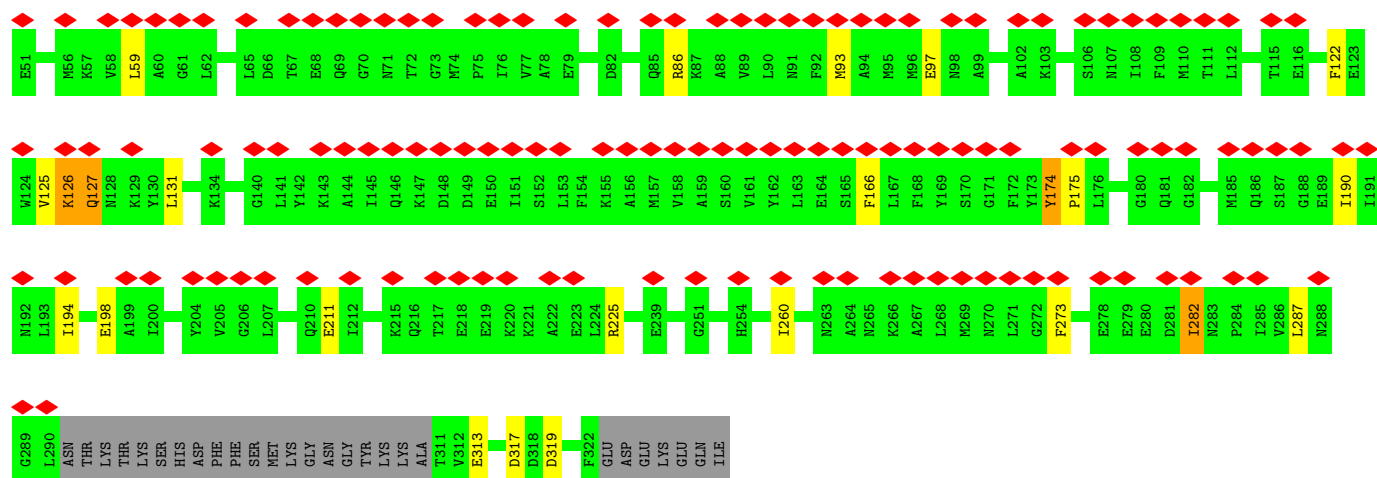 E51 M56 K57 V58 L59 A60 G61 L62 L65 D66 T67 E68 Q69 G70 N71 T72 G73 M74 P75 I76 V77 A78 E79 D82 Q85 R86 K87 A88 V89 L90 N91 F92 M93 A94 M95 M96 E97 N98 A99 A102 K103 S106 N107 I108 F109 M110 T111 L112 T115 E116 F122 E123
W124 V125 K126 Q127 N128 K129 Y130 L131 K134 G140 L141 Y142 K143 A144 I145 Q146 K147 D148 D149 E150 I151 S152 L153 F154 K155 A156 M157 V158 A159 S160 V161 Y162 L163 E164 S165 F166 L167 F168 Y169 S170 G171 F172 Y173 Y174 P175 L176 G180 Q181 G182 M185 Q186 S187 G188 E189 I190 I191
N192 L193 I194 E198 A199 I200 Y204 V205 G206 L207 Q210 E211 I212 K215 Q216 T217 E218 E219 K220 K221 A222 E223 L224 R225 E239 G251 H254 I260 N263 A264 N265 K266 A267 L268 M269 N270 L271 G272 F273 E278 E279 E280 D281 I282 N283 P284 I285 V286 L287 N288
G289 L290 ASN THR LYS THR LYS SER HIS ASP PHE PHE SER MET LYS GLY ASN GLY TYR LYS LYS ALA T311 V312 E313 D317 D318 D319 F322 GLU ASP GLU LYS GLU GLN ILE